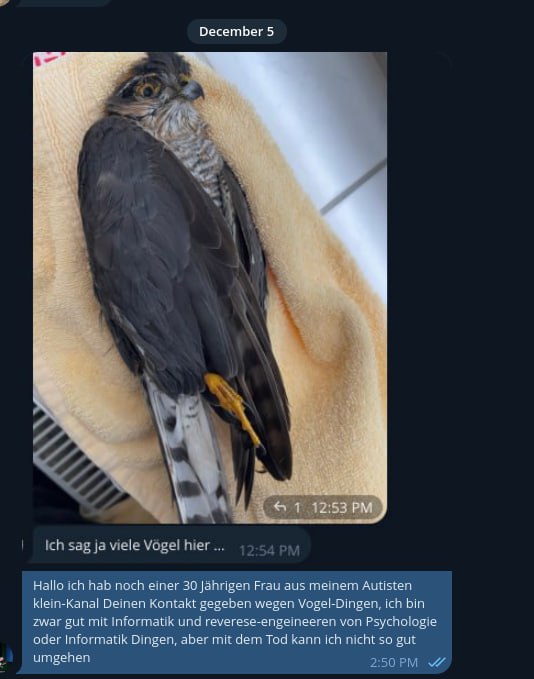 December 5
1 12:53 PM
Ich sag ja viele Vögel hier ... 12:54 PM
Hallo ich hab noch einer 30 Jährigen Frau aus meinem Autisten
klein-Kanal Deinen Kontakt gegeben wegen Vogel-Dingen, ich bin
zwar gut mit Informatik und reverese-engeineeren von Psychologie
oder Informatik Dingen, aber mit dem Tod kann ich nicht so gut
umgehen
2:50 PM